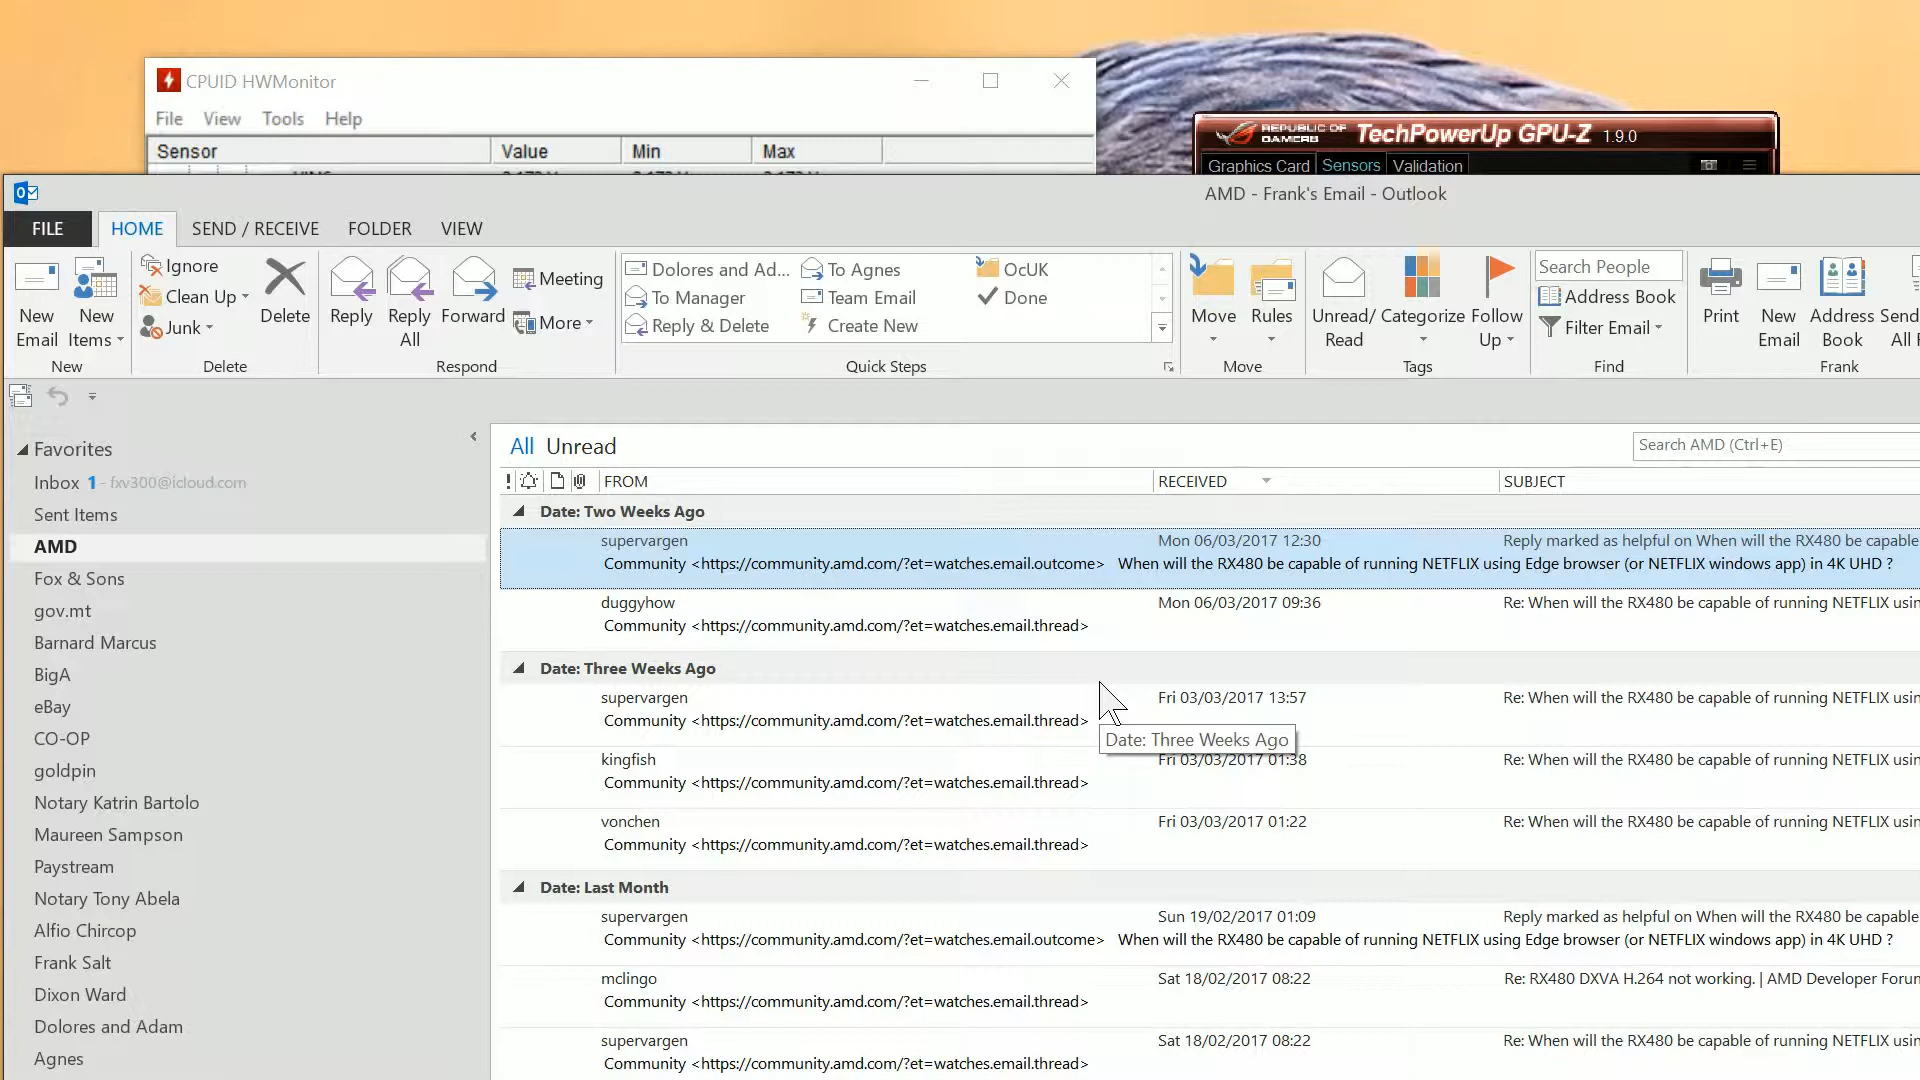 CPUID HWMonitor
File View Tools Help
Sensor Value Min Max
REPUBLIC OF GAMERS TechPowerUp GPU-Z 1.9.0
Graphics Card Sensors Validation
AMD - Frank's Email - Outlook
FILE HOME SEND / RECEIVE FOLDER VIEW
New Email
New Items
New
Ignore
Clean Up
Junk
Delete
Delete
Reply
Reply All
Forward
Meeting
More
Respond
Dolores and Ad... To Agnes OcUK
To Manager Team Email Done
Reply & Delete Create New
Quick Steps
Move
Rules
Move
Unread/ Read
Categorize
Follow Up
Tags
Search People
Address Book
Filter Email
Find
Print
New Email
Address Book
Send
All
Frank
Favorites
Inbox 1 - fxv300@icloud.com
Sent Items
AMD
Fox & Sons
gov.mt
Barnard Marcus
BigA
eBay
CO-OP
goldpin
Notary Katrin Bartolo
Maureen Sampson
Paystream
Notary Tony Abela
Alfio Chircop
Frank Salt
Dixon Ward
Dolores and Adam
Agnes
All Unread
Search AMD (Ctrl+E)
! FROM RECEIVED SUBJECT
Date: Two Weeks Ago
supervargen Mon 06/03/2017 12:30 Reply marked as helpful on When will the RX480 be capable
Community <https://community.amd.com/?et=watches.email.outcome> When will the RX480 be capable of running NETFLIX using Edge browser (or NETFLIX windows app) in 4K UHD ?
duggyhow Mon 06/03/2017 09:36 Re: When will the RX480 be capable of running NETFLIX usin
Community <https://community.amd.com/?et=watches.email.thread>
Date: Three Weeks Ago
supervargen Fri 03/03/2017 13:57 Re: When will the RX480 be capable of running NETFLIX usin
Community <https://community.amd.com/?et=watches.email.thread>
Date: Three Weeks Ago
kingfish Fri 03/03/2017 01:38 Re: When will the RX480 be capable of running NETFLIX usin
Community <https://community.amd.com/?et=watches.email.thread>
vonchen Fri 03/03/2017 01:22 Re: When will the RX480 be capable of running NETFLIX usin
Community <https://community.amd.com/?et=watches.email.thread>
Date: Last Month
supervargen Sun 19/02/2017 01:09 Reply marked as helpful on When will the RX480 be capable
Community <https://community.amd.com/?et=watches.email.outcome> When will the RX480 be capable of running NETFLIX using Edge browser (or NETFLIX windows app) in 4K UHD ?
mclingo Sat 18/02/2017 08:22 Re: RX480 DXVA H.264 not working. | AMD Developer Forun
Community <https://community.amd.com/?et=watches.email.thread>
supervargen Sat 18/02/2017 08:22 Re: When will the RX480 be capable of running NETFLIX usin
Community <https://community.amd.com/?et=watches.email.thread>